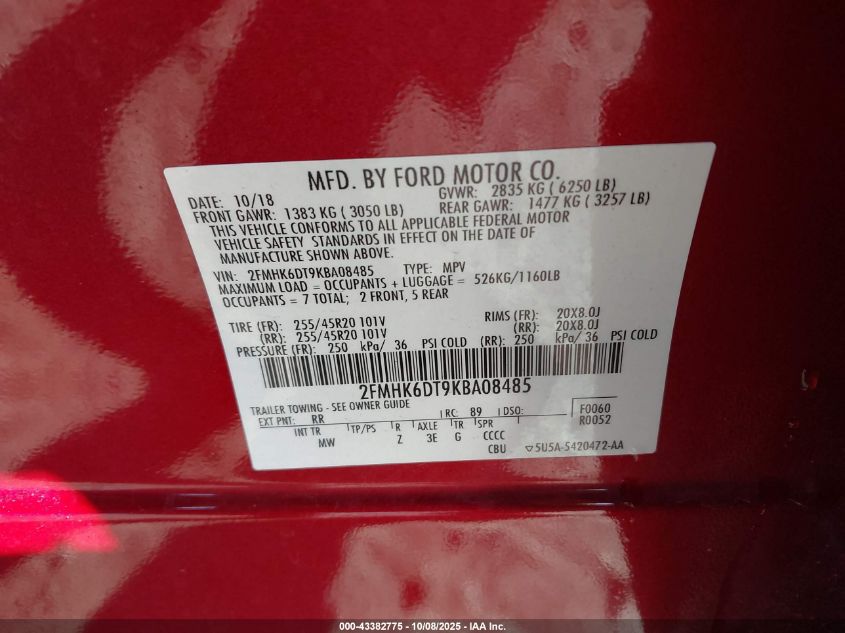 MFD. BY FORD MOTOR CO.
DATE: 10/18 GVWR: 2835 KG ( 6250 LB)
FRONT GAWR: 1383 KG ( 3050 LB) REAR GAWR: 1477 KG ( 3257 LB)
THIS VEHICLE CONFORMS TO ALL APPLICABLE FEDERAL MOTOR
VEHICLE SAFETY STANDARDS IN EFFECT ON THE DATE OF
MANUFACTURE SHOWN ABOVE.
VIN: 2FMHK6DT9KBA08485 TYPE: MPV
MAXIMUM LOAD = OCCUPANTS + LUGGAGE = 526KG/1160LB
OCCUPANTS = 7 TOTAL; 2 FRONT, 5 REAR
TIRE (FR): 255/45R20 101V RIMS (FR): 20X8.0J
(RR): 255/45R20 101V (RR): 20X8.0J
PRESSURE (FR): 250 kPa/ 36 PSI COLD (RR): 250 kPa/ 36 PSI COLD
2FMHK6DT9KBA08485
TRAILER TOWING - SEE OWNER GUIDE
EXT PNT: RR RC: 89 DSO: F0060
R0052
INT TR TP/PS R AXLE TR SPR
MW Z 3E G CCCC
CBU 5U5A-5420472-AA
000-43382775 - 10/08/2025 - IAA Inc.